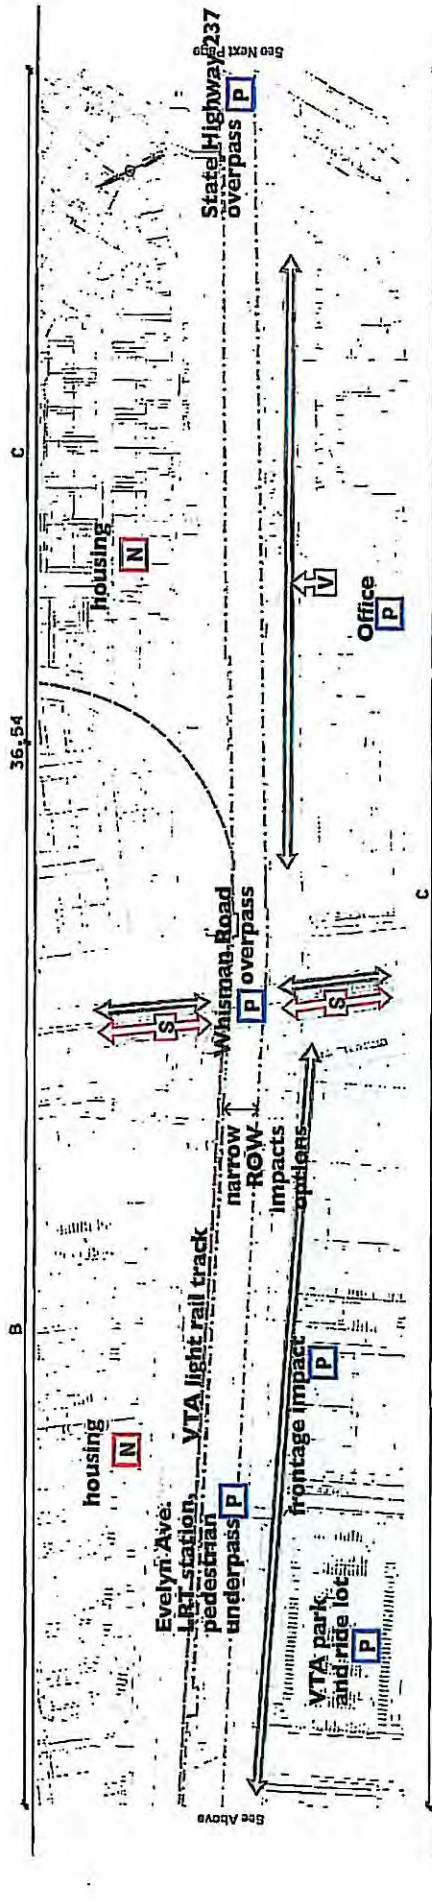 B
36.54
C
See Above
housing
N
Evelyn Ave.
LRT station,
pedestrian
underpass
P
VTA light rail track
VTA park
and ride lot
P
frontage impact
P
narrow
ROW
impacts
options
S
Whisman Road
overpass
P
S
housing
N
V
Office
P
State Highway 237
overpass
P
See Next Page
C